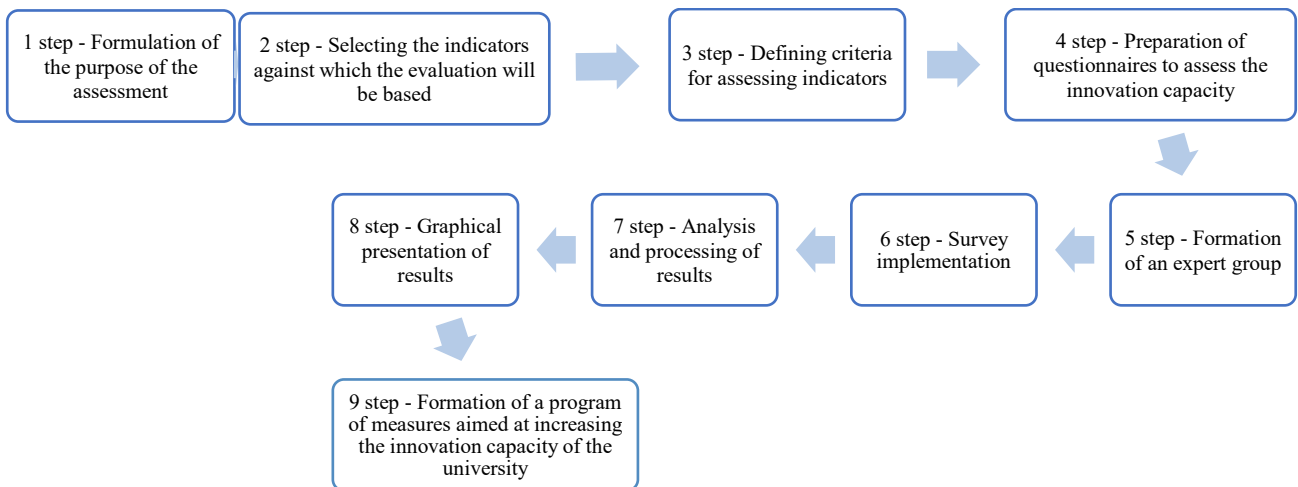 1 step - Formulation of
the purpose of the
assessment
2 step - Selecting the indicators
against which the evaluation will
be based
3 step - Defining criteria
for assessing indicators
4 step - Preparation of
questionnaires to assess the
innovation capacity
5 step - Formation
of an expert group
6 step - Survey
implementation
7 step - Analysis
and processing of
results
8 step - Graphical
presentation of
results
9 step - Formation of a program
of measures aimed at increasing
the innovation capacity of the
university